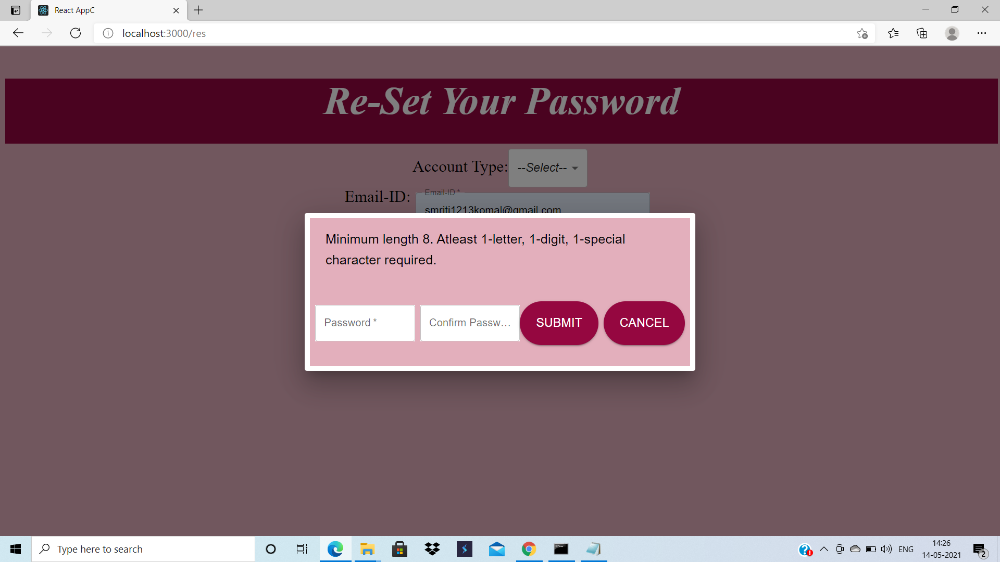 React AppC
localhost:3000/res
Re-Set Your Password
Account Type:
--Select--
Email-ID:
Email-ID *
smriti1213komal@gmail.com
Minimum length 8. Atleast 1-letter, 1-digit, 1-special
character required.
Password *
Confirm Passw...
SUBMIT
CANCEL
Type here to search
ENG
14:26
14-05-2021
2